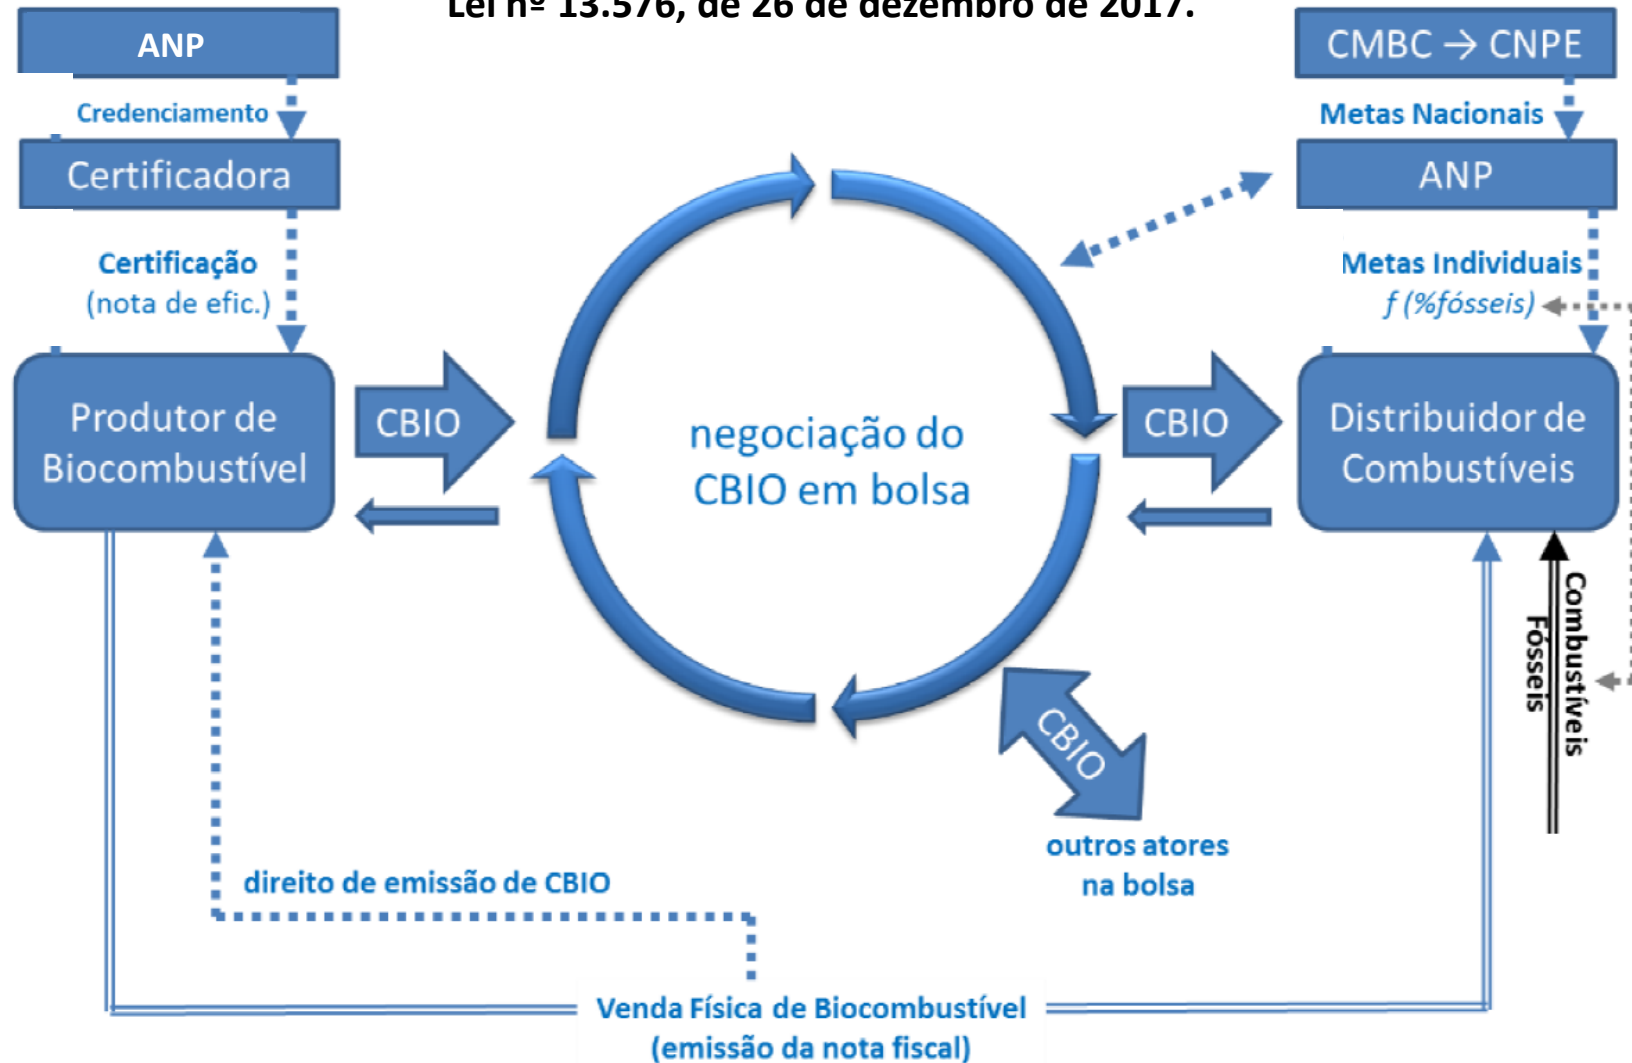 Lei nº 13.576, de 26 de dezembro de 2017.
ANP
Credenciamento
Certificadora
Certificação
(nota de efic.)
Produtor de
Biocombustível
CBIO
negociação do
CBIO em bolsa
CBIO
CMBC → CNPE
Metas Nacionais
ANP
Metas Individuais
f (%fósseis)
Distribuidor de
Combustíveis
Combustíveis
Fósseis
CBIO
outros atores
na bolsa
direito de emissão de CBIO
Venda Física de Biocombustível
(emissão da nota fiscal)